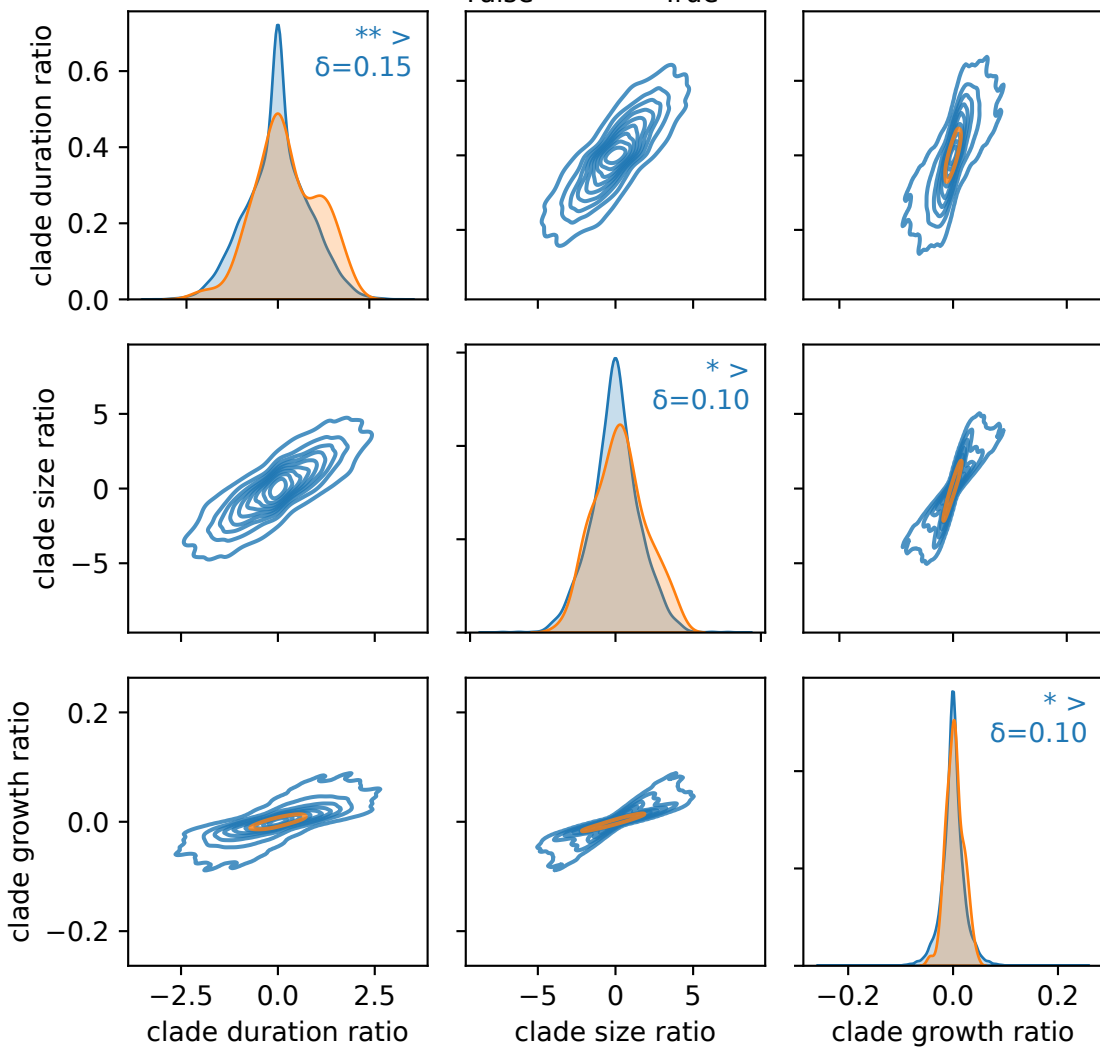 clade duration ratio
0.6
0.4
0.2
0.0
** >
δ=0.15
clade size ratio
5
0
−5
* >
δ=0.10
clade growth ratio
0.2
0.0
−0.2
* >
δ=0.10
−2.5 0.0 2.5
clade duration ratio
−5 0 5
clade size ratio
−0.2 0.0 0.2
clade growth ratio